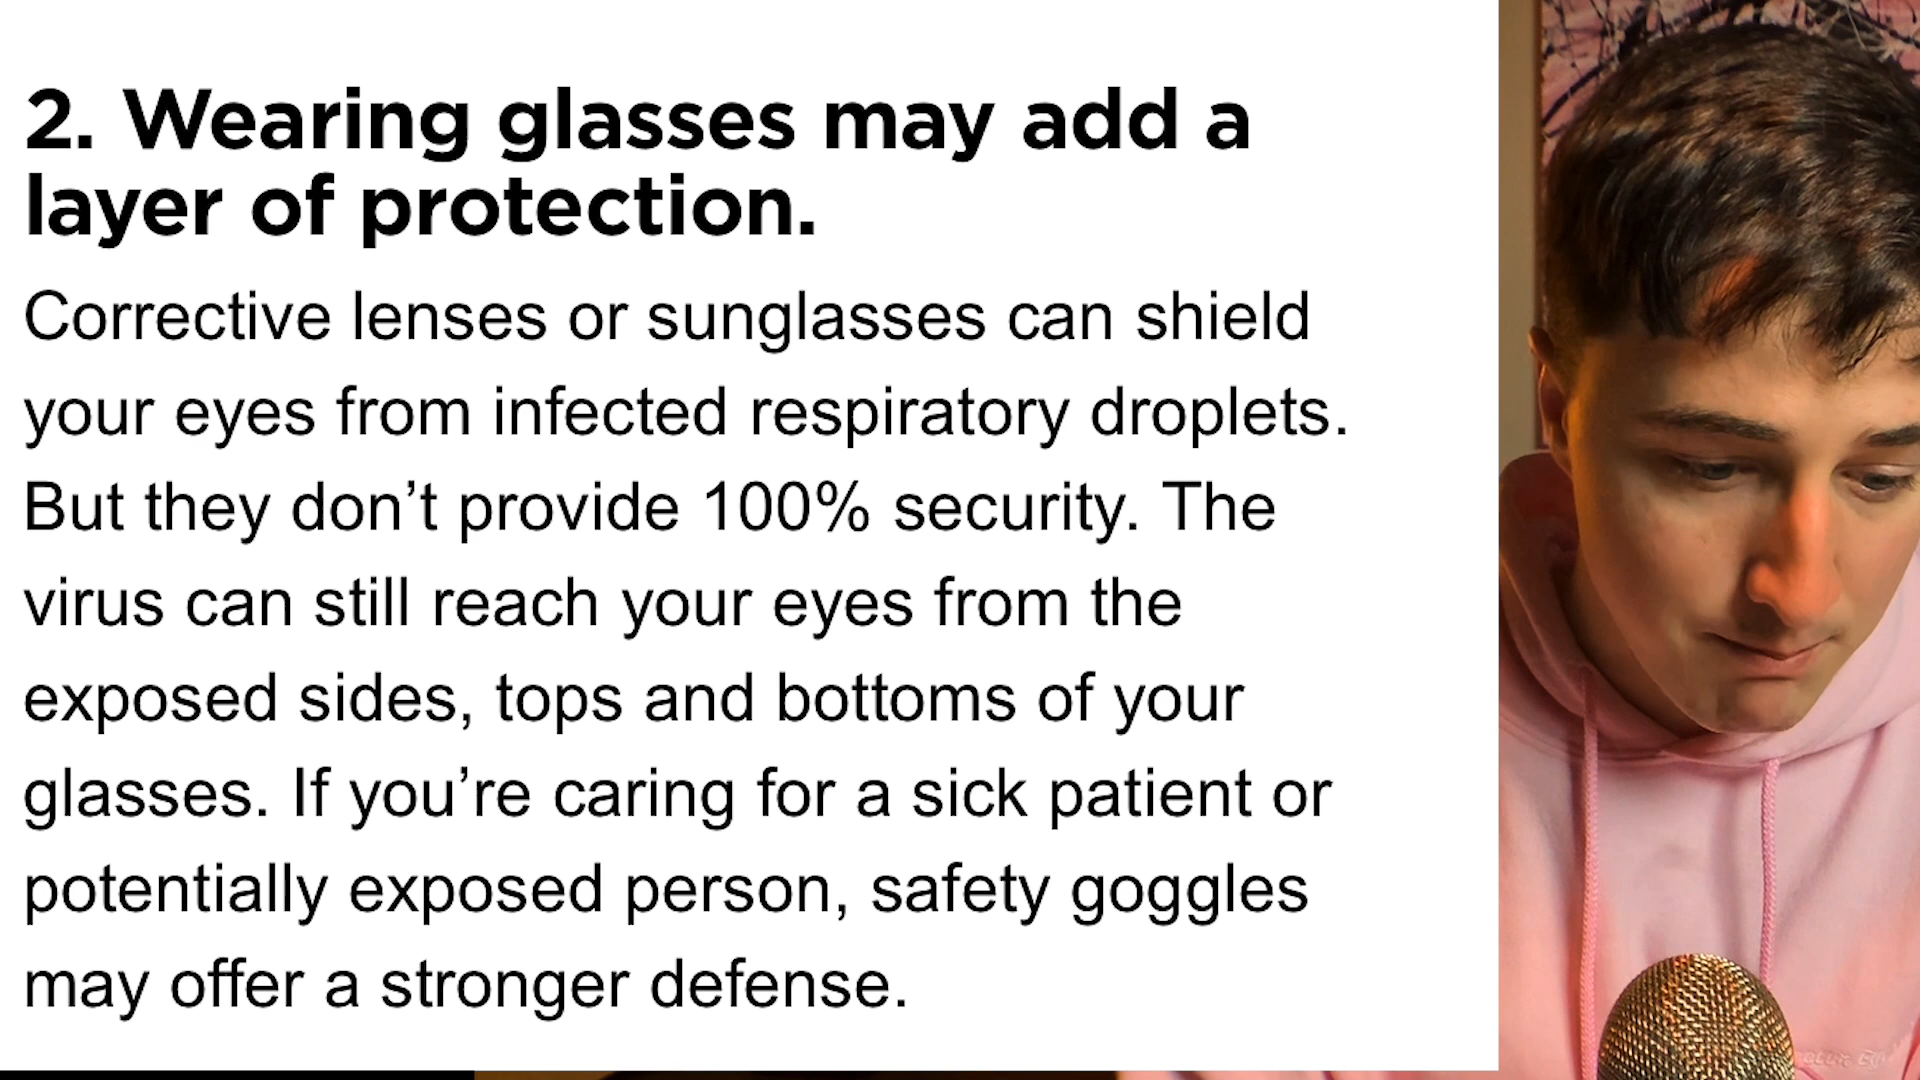 2. Wearing glasses may add a
layer of protection.
Corrective lenses or sunglasses can shield
your eyes from infected respiratory droplets.
But they don’t provide 100% security. The
virus can still reach your eyes from the
exposed sides, tops and bottoms of your
glasses. If you’re caring for a sick patient or
potentially exposed person, safety goggles
may offer a stronger defense.